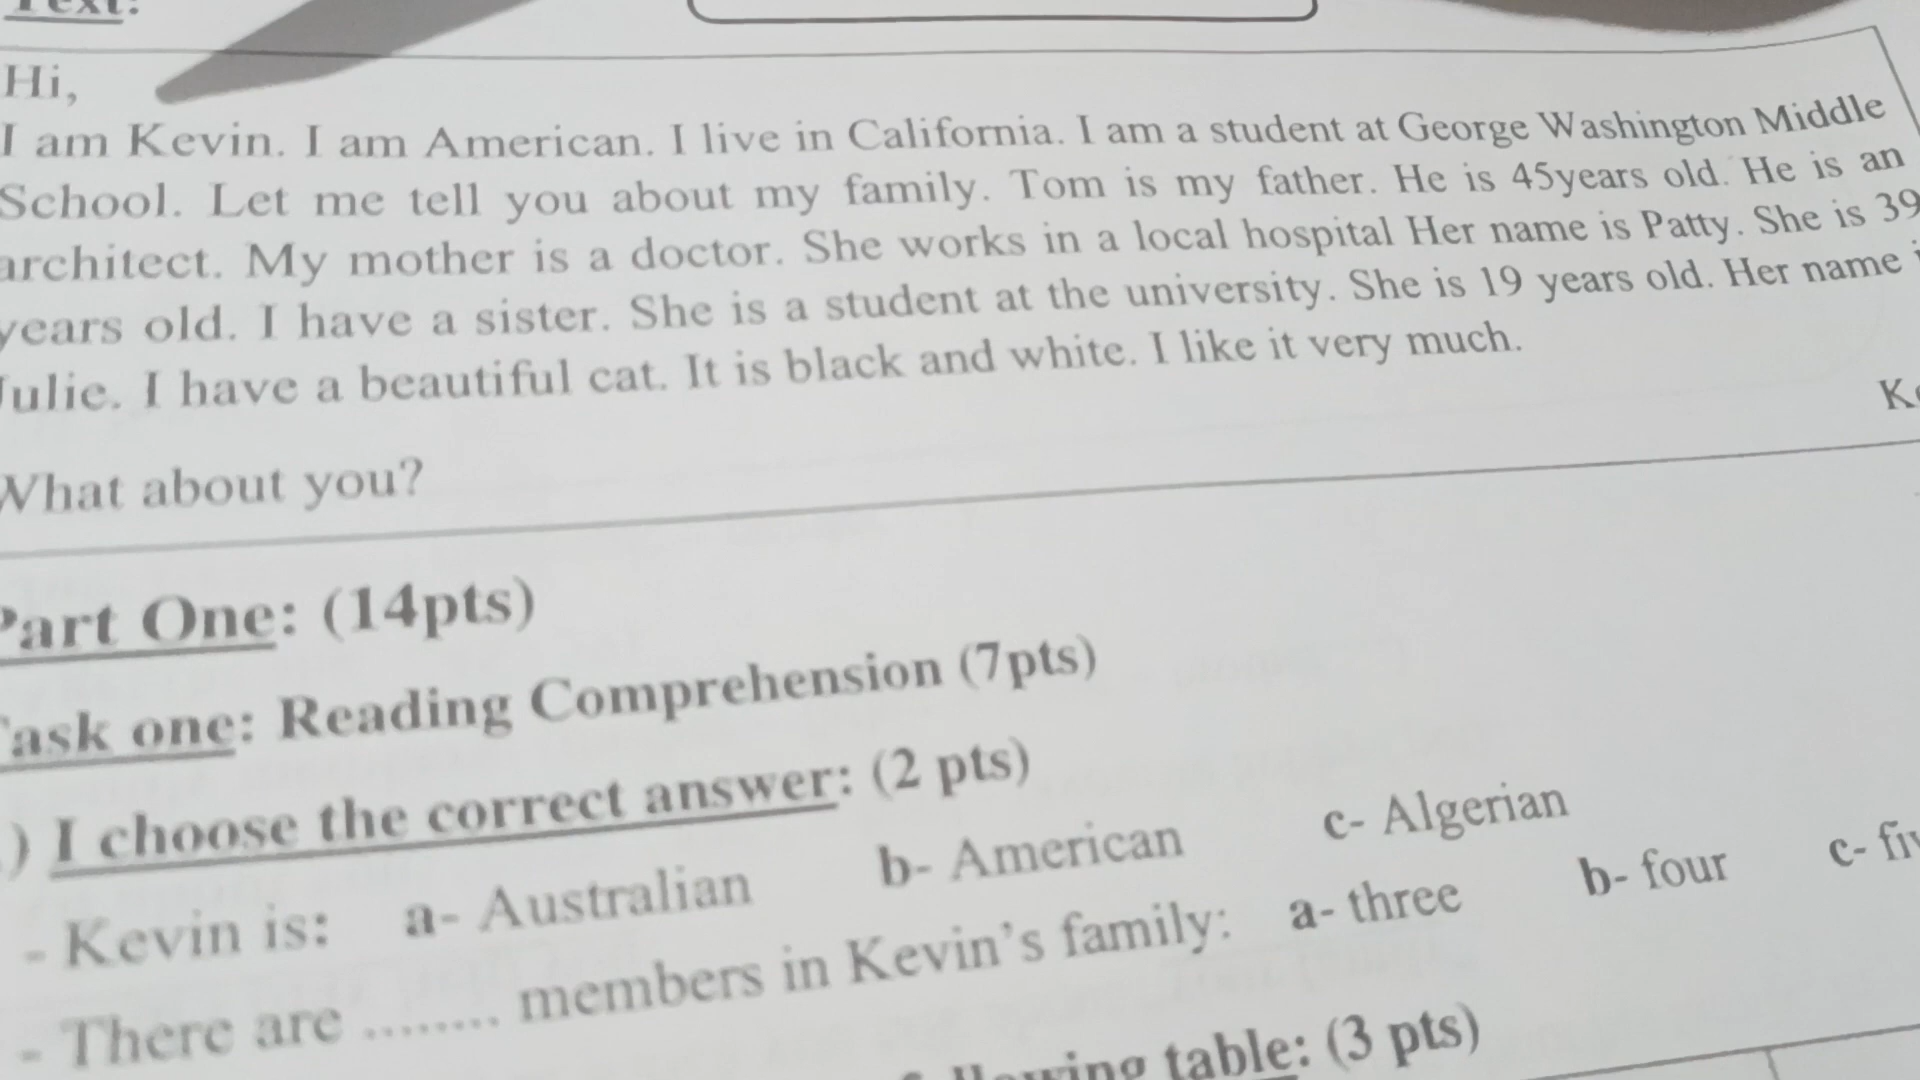 Text:
Hi,
I am Kevin. I am American. I live in California. I am a student at George Washington Middle
School. Let me tell you about my family. Tom is my father. He is 45years old. He is an
architect. My mother is a doctor. She works in a local hospital Her name is Patty. She is 39
years old. I have a sister. She is a student at the university. She is 19 years old. Her name
Julie. I have a beautiful cat. It is black and white. I like it very much.
What about you?
Part One: (14pts)
Task one: Reading Comprehension (7pts)
) I choose the correct answer: (2 pts)
- Kevin is: a- Australian b- American c- Algerian
- There are ........ members in Kevin's family: a- three b- four c-
table: (3 pts)